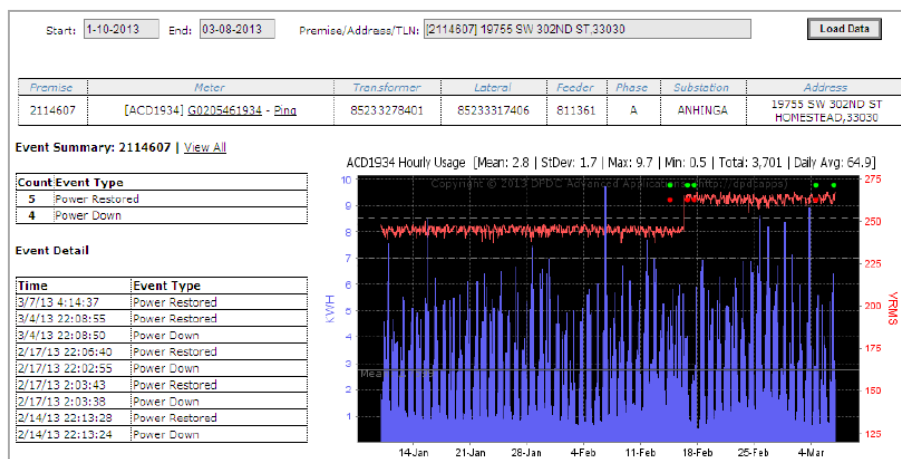 Start: 1-10-2013 End: 03-08-2013 Premise/Address/TLN: [2114607] 19755 SW 302ND ST,33030 Load Data
Premise Meter Transformer Lateral Feeder Phase Substation Address
2114607 [ACD1934] G0205461934 - Ping 85233278401 85233317406 811361 A ANHINGA 19755 SW 302ND ST
HOMESTEAD,33030
Event Summary: 2114607 | View All
Count Event Type
5 Power Restored
4 Power Down
Event Detail
Time Event Type
3/7/13 4:14:37 Power Restored
3/4/13 22:08:55 Power Restored
3/4/13 22:08:50 Power Down
2/17/13 22:06:40 Power Restored
2/17/13 22:02:55 Power Down
2/17/13 2:03:43 Power Restored
2/17/13 2:03:38 Power Down
2/14/13 22:13:28 Power Restored
2/14/13 22:13:24 Power Down
ACD1934 Hourly Usage [Mean: 2.8 | StDev: 1.7 | Max: 9.7 | Min: 0.5 | Total: 3,701 | Daily Avg: 64.9]
Copyright © 2013 DPDC Advanced Applications
10
9
8
7
6
5
4
3
2
1
KWH
Mean
275
250
225
200
175
150
125
VRMS
14-Jan 21-Jan 28-Jan 4-Feb 11-Feb 18-Feb 25-Feb 4-Mar